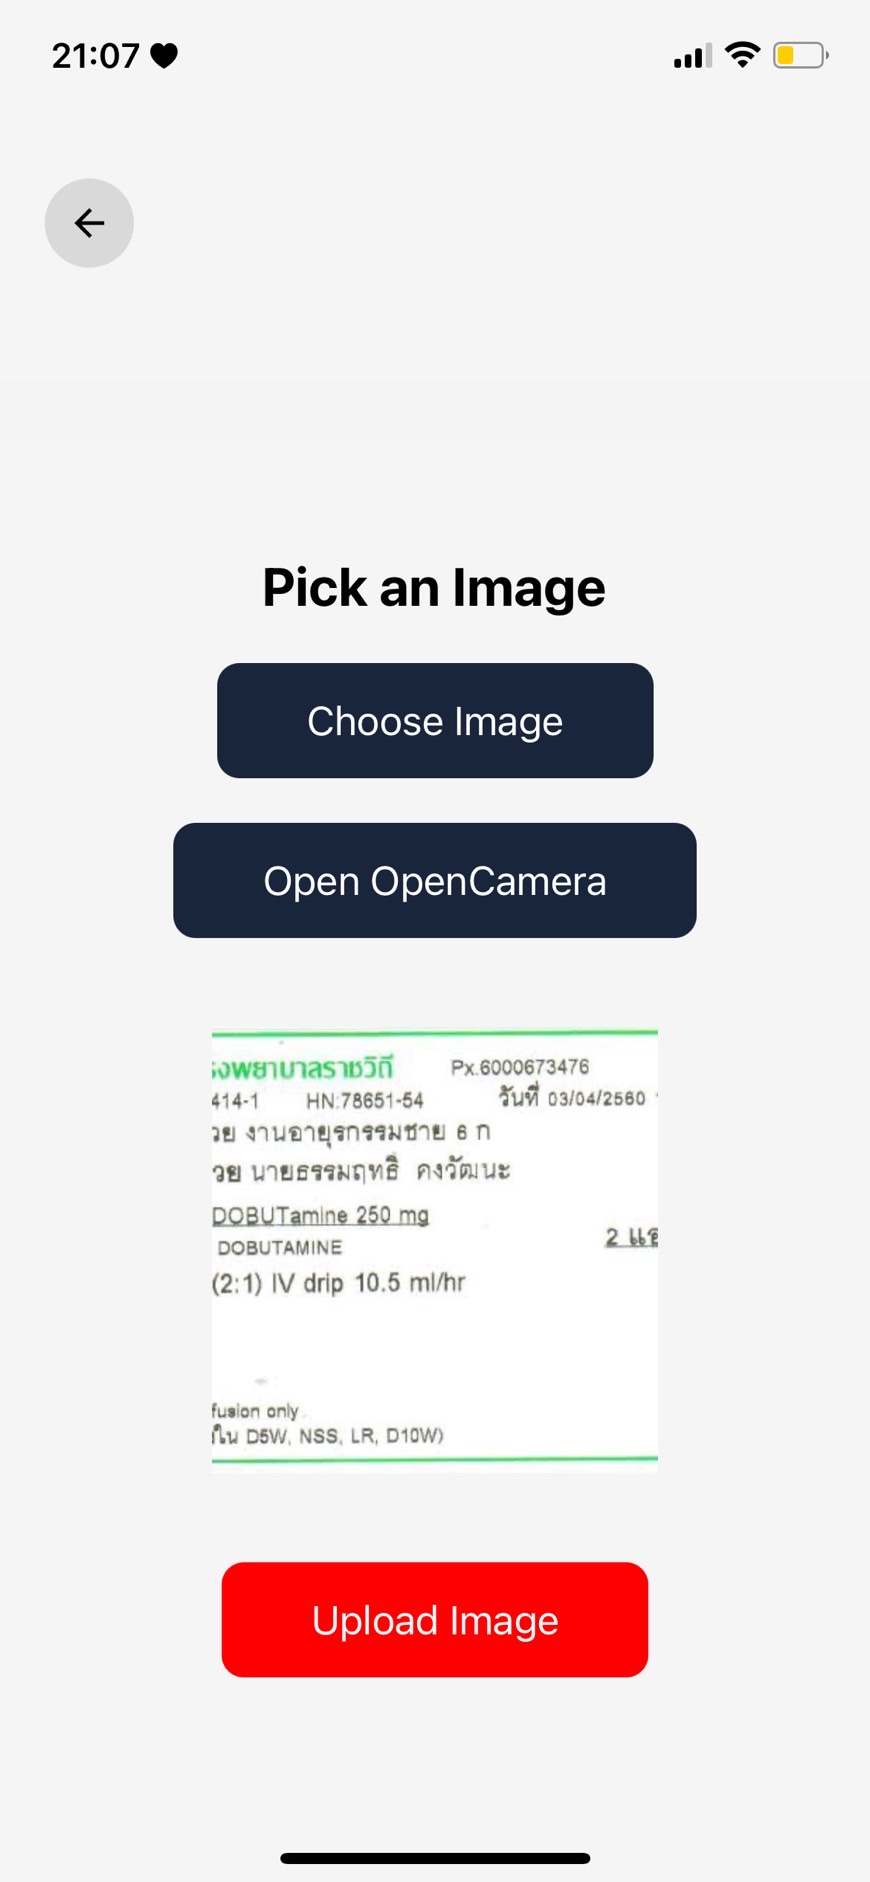 21:07
Pick an Image
Choose Image
Open OpenCamera
รงพยาบาลราชวิถี Px.6000673476
414-1 HN:78651-54 วันที่ 03/04/2560
วย งานอายุรกรรมชาย 6 ก
วย นายธรรมฤทธิ์ คงวัฒนะ
DOBUTamine 250 mg
2 แอ
DOBUTAMINE
(2:1) IV drip 10.5 ml/hr
fusion only
ใน D5W, NSS, LR, D10W)
Upload Image